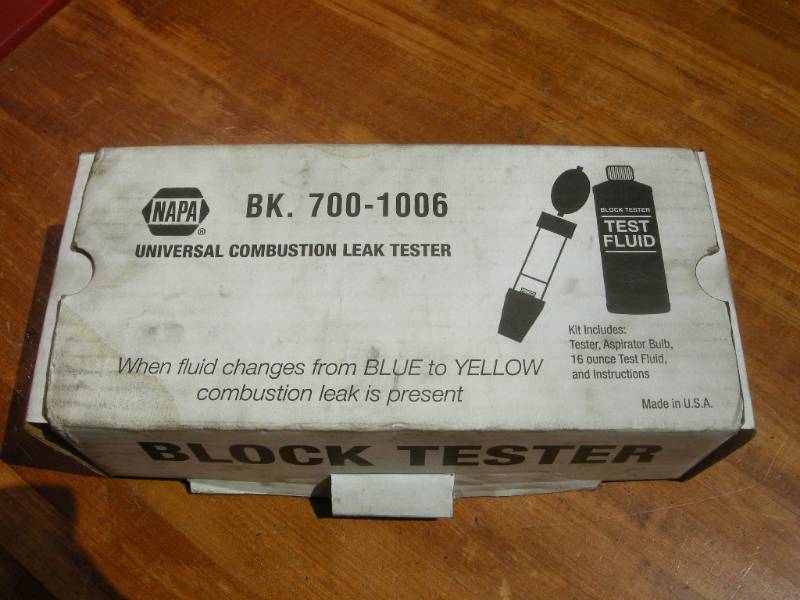 NAPA
®
BK. 700-1006
UNIVERSAL COMBUSTION LEAK TESTER
BLOCK TESTER
TEST
FLUID
Kit Includes:
Tester, Aspirator Bulb,
16 ounce Test Fluid,
and Instructions
When fluid changes from BLUE to YELLOW
combustion leak is present
Made in U.S.A.
BLOCK TESTER